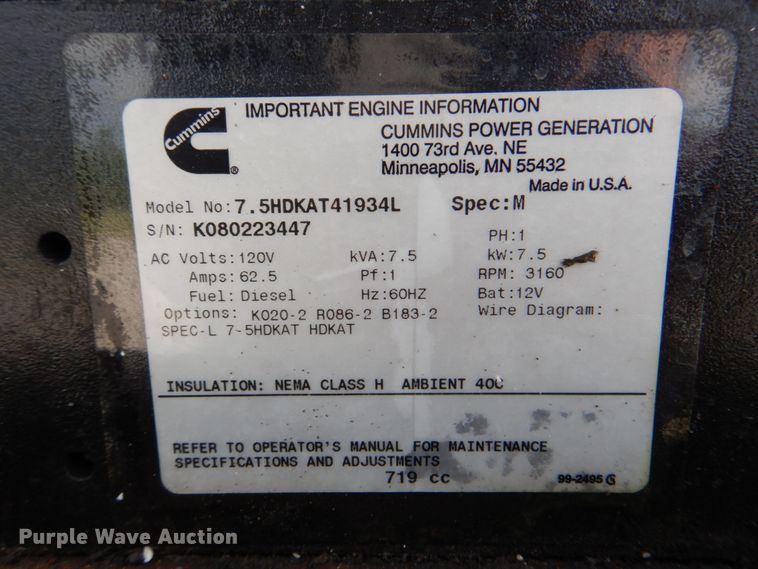 Cummins
IMPORTANT ENGINE INFORMATION
CUMMINS POWER GENERATION
1400 73rd Ave. NE
Minneapolis, MN 55432
Made in U.S.A.
Model No: 7.5HDKAT41934L Spec:M
S/N: K080223447
PH:1
AC Volts:120V kVA:7.5 kW:7.5
Amps: 62.5 Pf:1 RPM: 3160
Fuel: Diesel Hz:60HZ Bat:12V
Options: K020-2 R086-2 B183-2 Wire Diagram:
SPEC-L 7-5HDKAT HDKAT
INSULATION: NEMA CLASS H AMBIENT 40C
REFER TO OPERATOR'S MANUAL FOR MAINTENANCE
SPECIFICATIONS AND ADJUSTMENTS
719 cc
99-2495
Purple Wave Auction